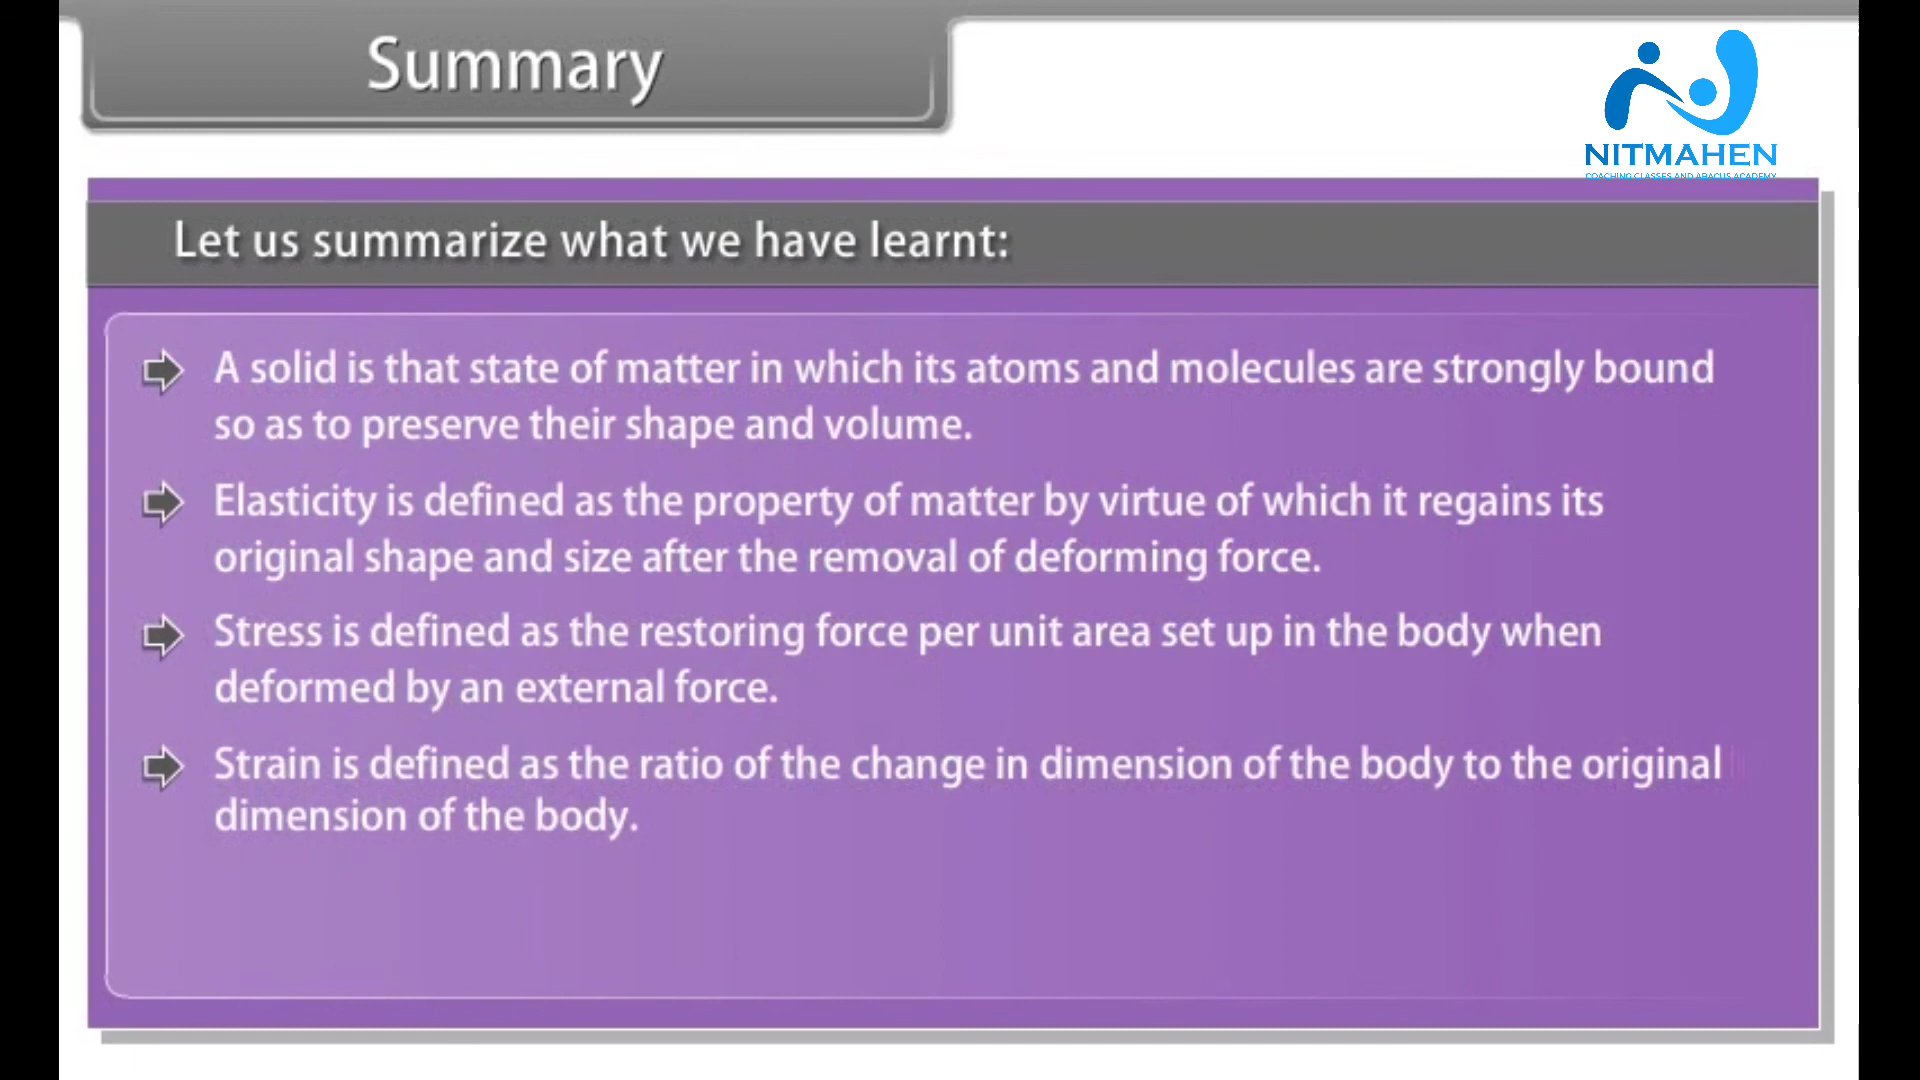 Summary
NITMAHEN
COACHING CLASSES AND ABACUS ACADEMY
Let us summarize what we have learnt:
A solid is that state of matter in which its atoms and molecules are strongly bound
so as to preserve their shape and volume.
Elasticity is defined as the property of matter by virtue of which it regains its
original shape and size after the removal of deforming force.
Stress is defined as the restoring force per unit area set up in the body when
deformed by an external force.
Strain is defined as the ratio of the change in dimension of the body to the original
dimension of the body.